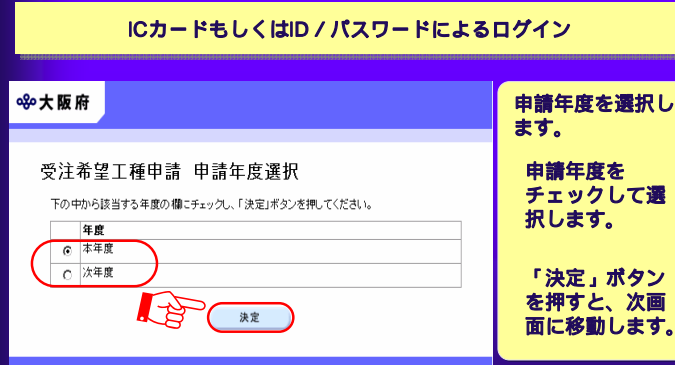 ICカードもしくはID / パスワードによるログイン
大阪府
受注希望工種申請 申請年度選択
下の中から該当する年度の欄にチェックし、「決定」ボタンを押してください。
年度
本年度
次年度
決定
申請年度を選択し
ます。
申請年度を
チェックして選
択します。
「決定」ボタン
を押すと、次画
面に移動します。